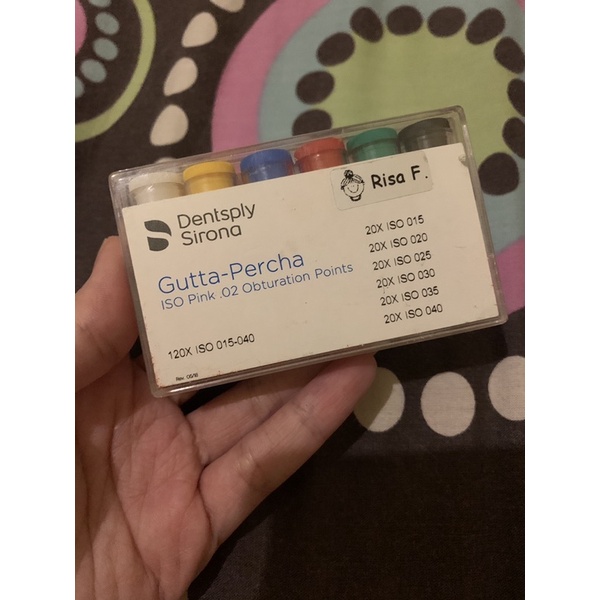 Dentsply
Sirona
Risa F.
Gutta-Percha
ISO Pink .02 Obturation Points
20X ISO 015
20X ISO 020
20X ISO 025
20X ISO 030
20X ISO 035
20X ISO 040
120X ISO 015-040